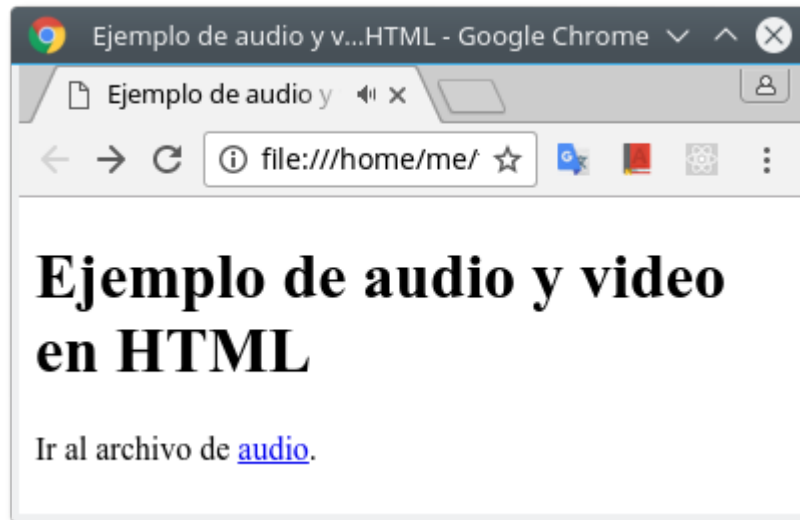 Ejemplo de audio y v...HTML - Google Chrome
Ejemplo de audio y
file:///home/me/
Ejemplo de audio y video
en HTML
Ir al archivo de audio.